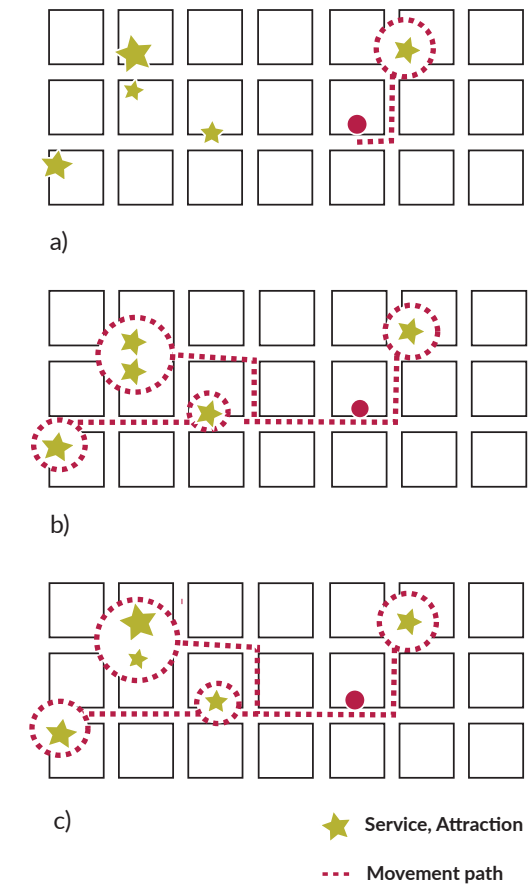 a)
b)
c)
Service, Attraction
Movement path